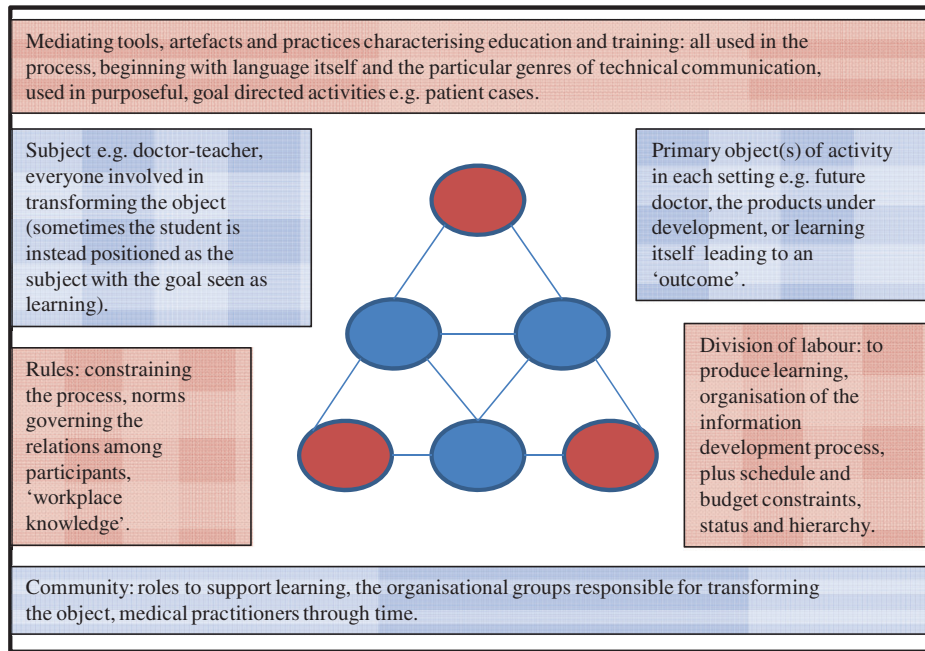 Mediating tools, artefacts and practices characterising education and training: all used in the
process, beginning with language itself and the particular genres of technical communication,
used in purposeful, goal directed activities e.g. patient cases.
Subject e.g. doctor-teacher,
everyone involved in
transforming the object
(sometimes the student is
instead positioned as the
subject with the goal seen as
learning).
Primary object(s) of activity
in each setting e.g. future
doctor, the products under
development, or learning
itself leading to an
‘outcome’.
Rules: constraining
the process, norms
governing the
relations among
participants,
‘workplace
knowledge’.
Division of labour: to
produce learning,
organisation of the
information
development process,
plus schedule and
budget constraints,
status and hierarchy.
Community: roles to support learning, the organisational groups responsible for transforming
the object, medical practitioners through time.